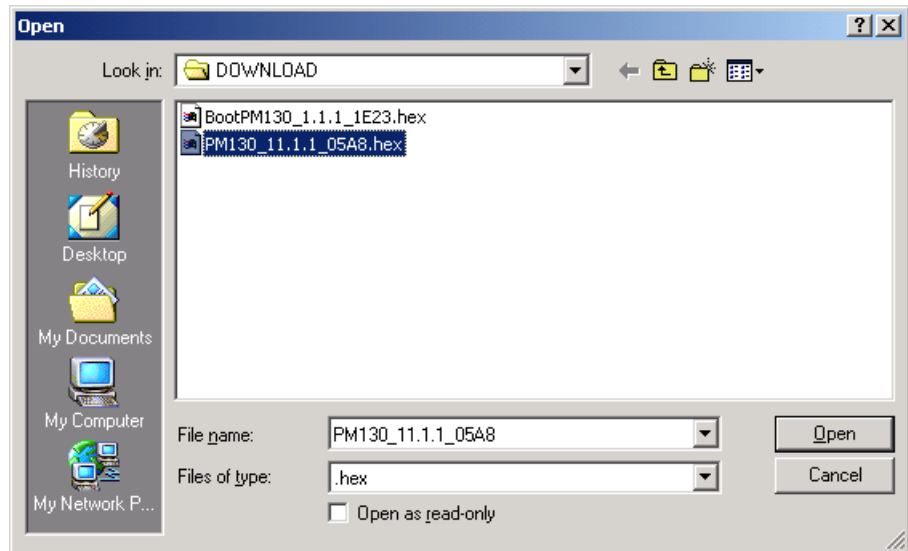 Open
Look in: DOWNLOAD
BootPM130_1.1.1_1E23.hex
PM130_11.1.1_05A8.hex
History
Desktop
My Documents
My Computer
My Network P...
File name: PM130_11.1.1_05A8 Open
Files of type: .hex Cancel
Open as read-only